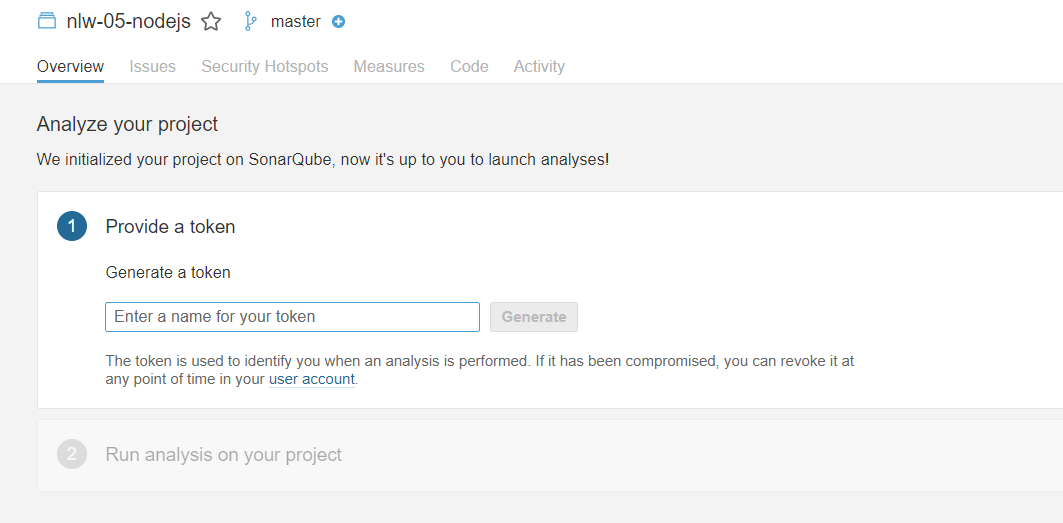 nlw-05-nodejs master
Overview Issues Security Hotspots Measures Code Activity
Analyze your project
We initialized your project on SonarQube, now it's up to you to launch analyses!
1 Provide a token
Generate a token
Enter a name for your token Generate
The token is used to identify you when an analysis is performed. If it has been compromised, you can revoke it at
any point of time in your user account.
2 Run analysis on your project